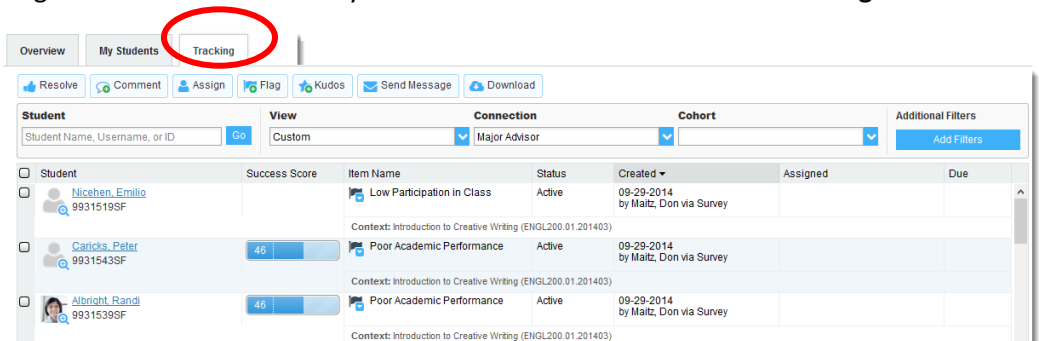 Overview My Students Tracking
Resolve Comment Assign Flag Kudos Send Message Download
Student View Connection Cohort Additional Filters
Student Name, Username, or ID Go Custom Major Advisor Add Filters
Student Success Score Item Name Status Created Assigned Due
Nicehen, Emilio Low Participation in Class Active 09-29-2014
9931519SF by Maitz, Don via Survey
Context: Introduction to Creative Writing (ENGL200.01.201403)
Caricks, Peter 46 Poor Academic Performance Active 09-29-2014
9931543SF by Maitz, Don via Survey
Context: Introduction to Creative Writing (ENGL200.01.201403)
Albright, Randi 46 Poor Academic Performance Active 09-29-2014
9931539SF by Maitz, Don via Survey
Context: Introduction to Creative Writing (ENGL200.01.201403)